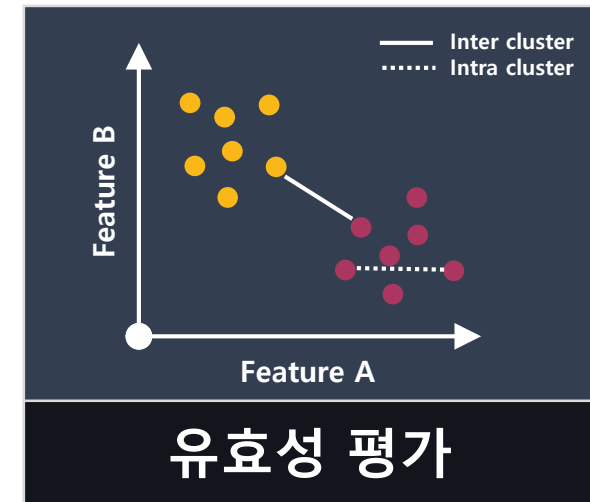 Inter cluster
Intra cluster
Feature B
Feature A
유효성 평가